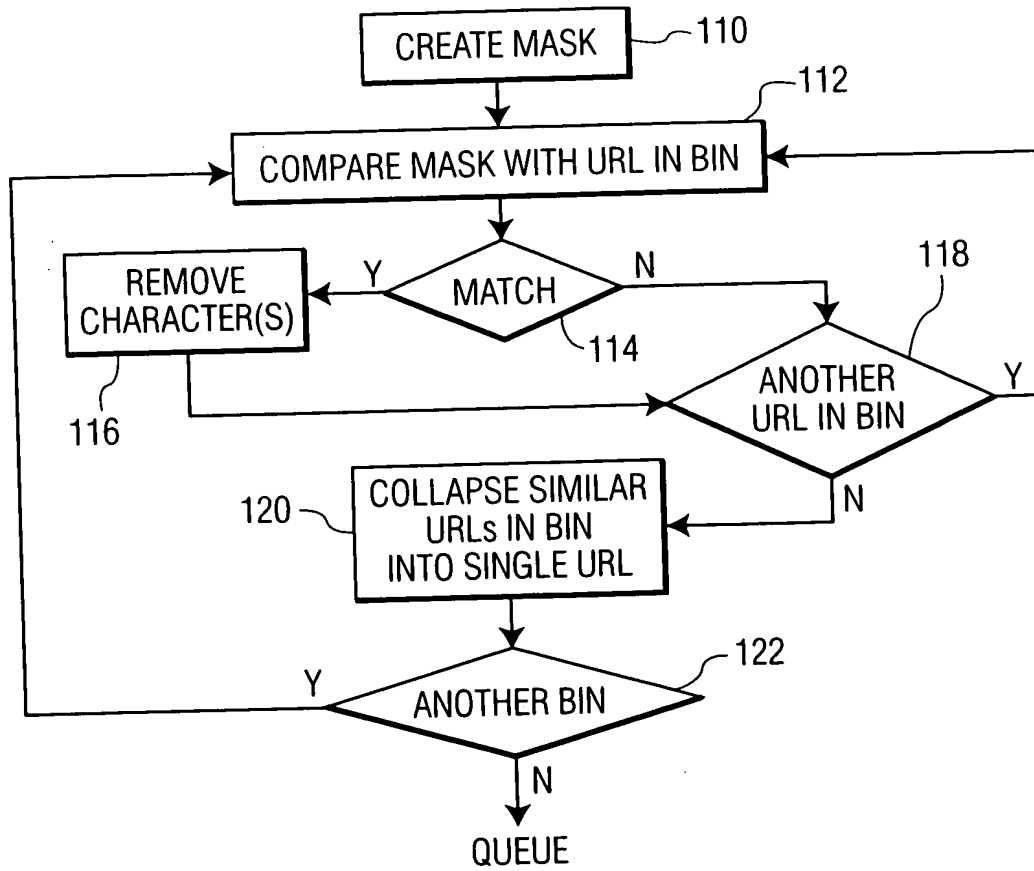 CREATE MASK
110
112
COMPARE MASK WITH URL IN BIN
Y
MATCH
N
114
REMOVE
CHARACTER(S)
116
118
ANOTHER
URL IN BIN
Y
N
120
COLLAPSE SIMILAR
URLs IN BIN
INTO SINGLE URL
122
Y
ANOTHER BIN
N
QUEUE